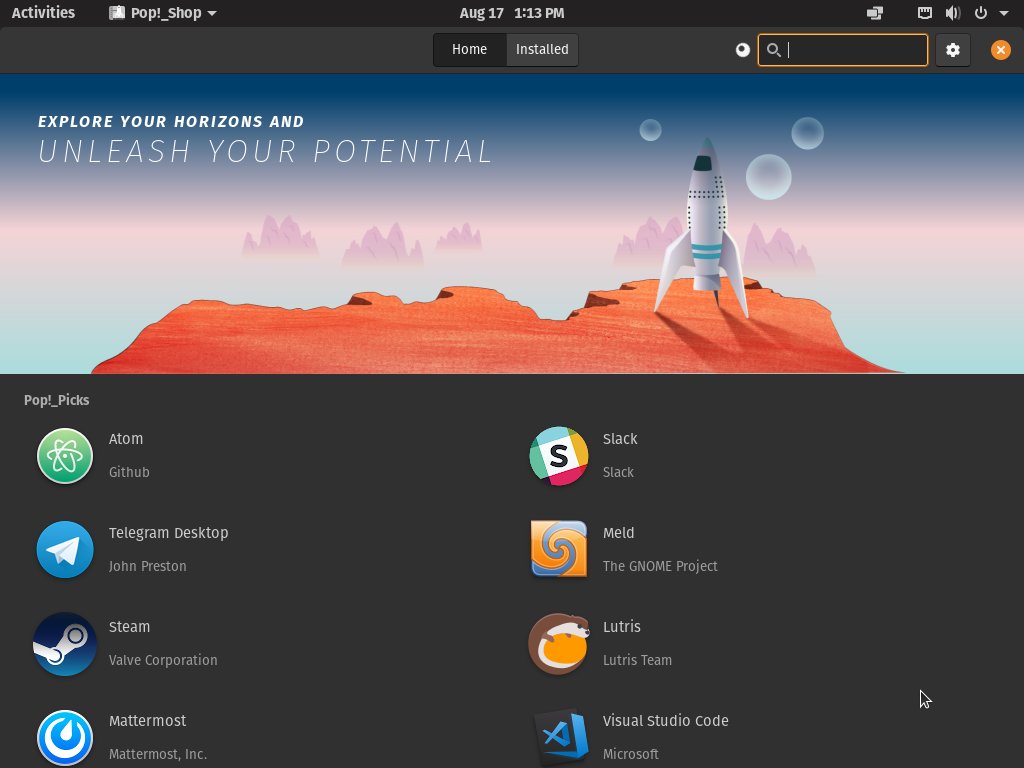 Activities
Pop!_Shop
Aug 17 1:13 PM
Home
Installed
EXPLORE YOUR HORIZONS AND
UNLEASH YOUR POTENTIAL
Pop!_Picks
Atom
Github
Slack
Slack
S
Telegram Desktop
John Preston
Meld
The GNOME Project
Steam
Valve Corporation
Lutris
Lutris Team
Mattermost
Mattermost, Inc.
Visual Studio Code
Microsoft